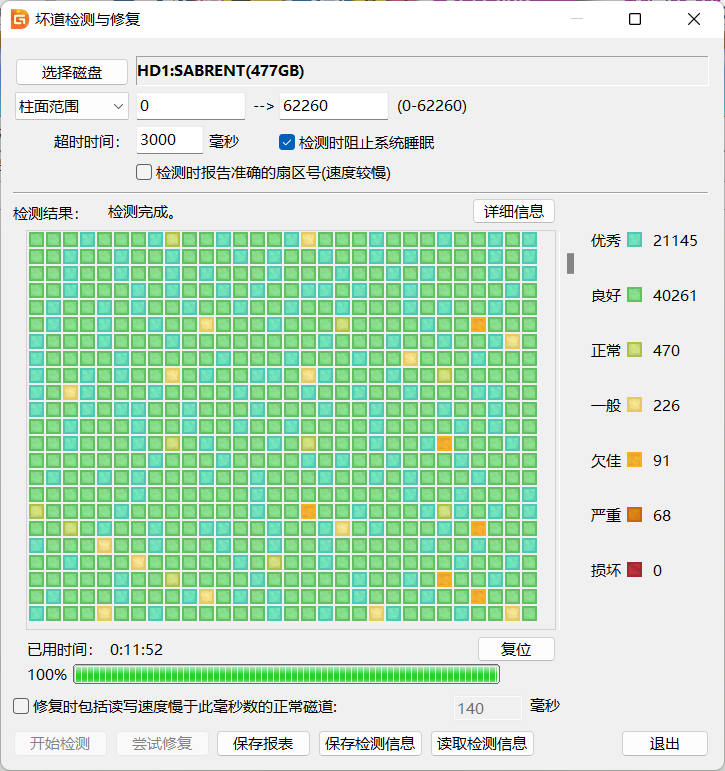 坏道检测与修复
选择磁盘 HD1:SABRENT(477GB)
柱面范围 0 --> 62260 (0-62260)
超时时间： 3000 毫秒 检测时阻止系统睡眠
检测时报告准确的扇区号(速度较慢)
检测结果： 检测完成。 详细信息
优秀 21145
良好 40261
正常 470
一般 226
欠佳 91
严重 68
损坏 0
已用时间： 0:11:52 复位
100%
修复时包括读写速度慢于此毫秒数的正常磁道: 140 毫秒
开始检测 尝试修复 保存报表 保存检测信息 读取检测信息 退出